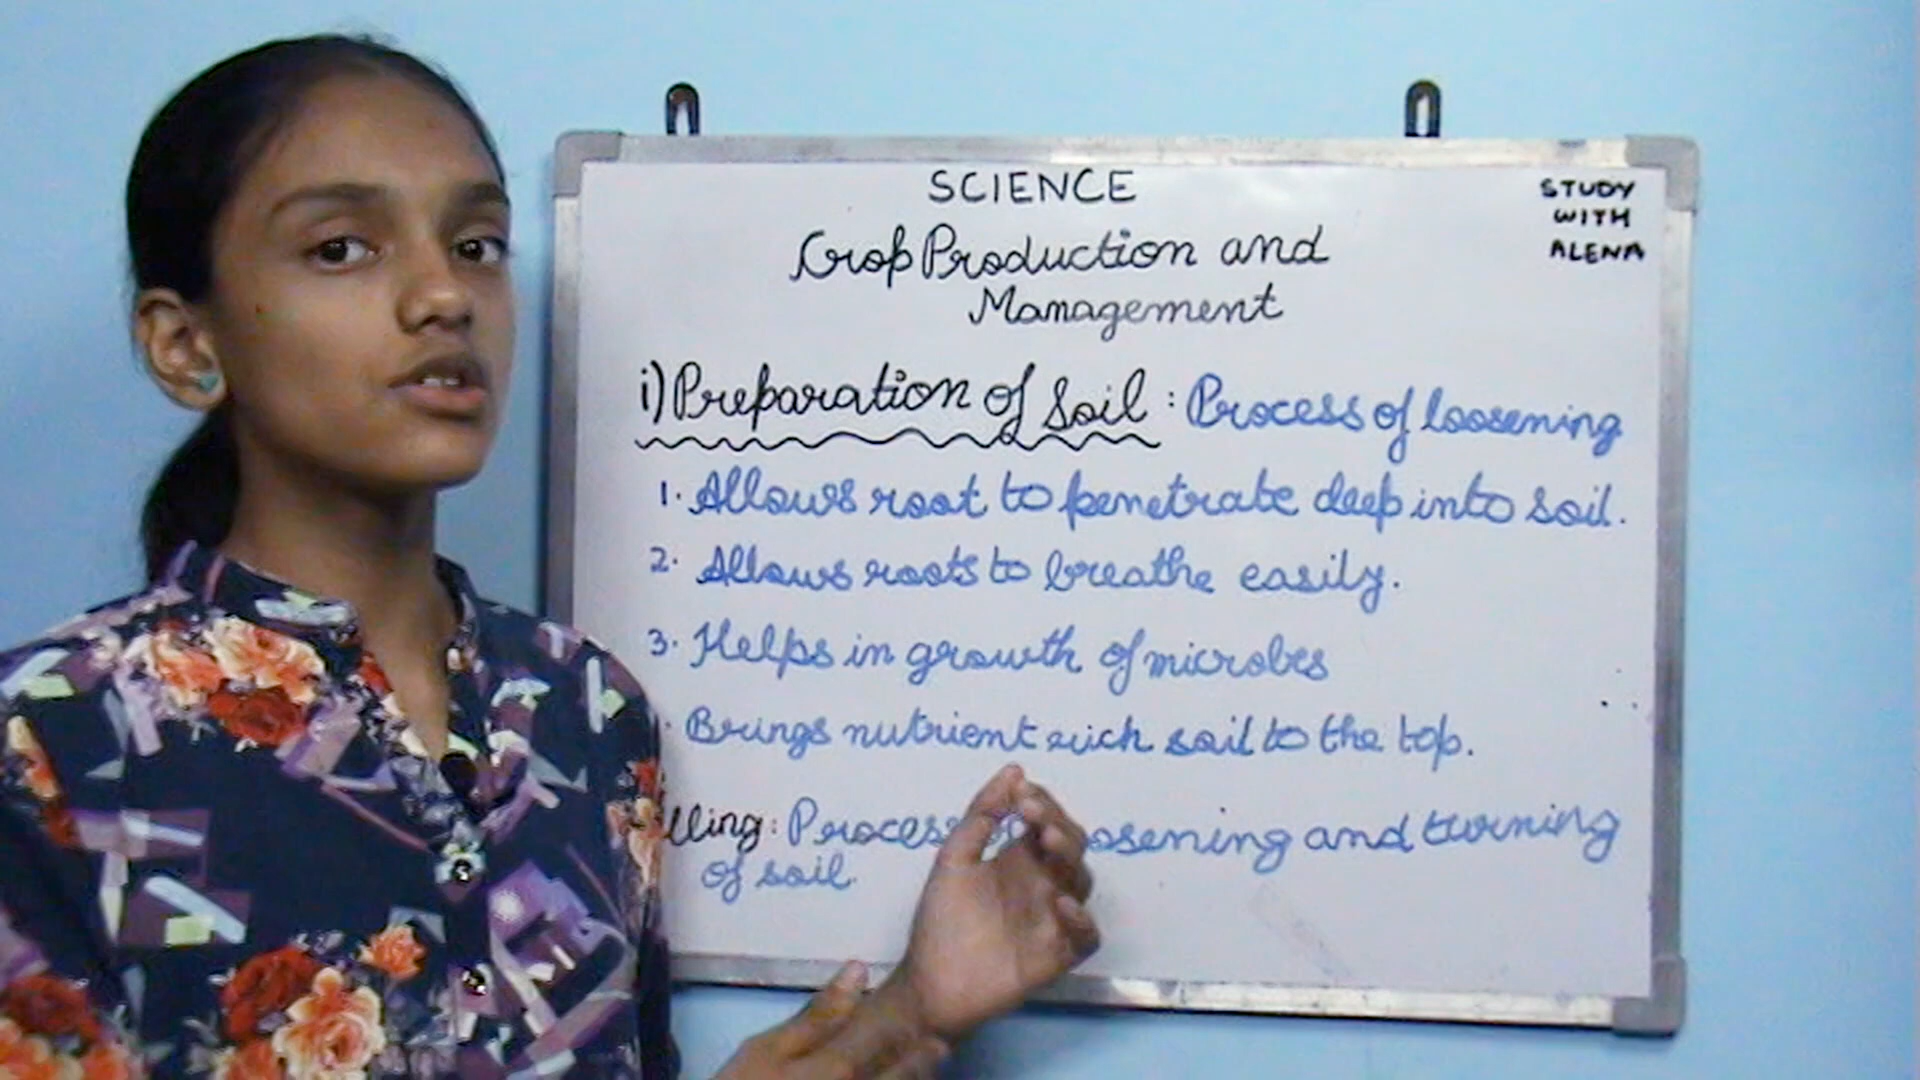 SCIENCE
STUDY
WITH
ALENA
Crop Production and
Management
i) Preparation of Soil : Process of loosening
1. Allows root to penetrate deep into soil.
2. Allows roots to breathe easily.
3. Helps in growth of microbes
. Brings nutrient rich soil to the top.
lling: Process oosening and turning
of soil.